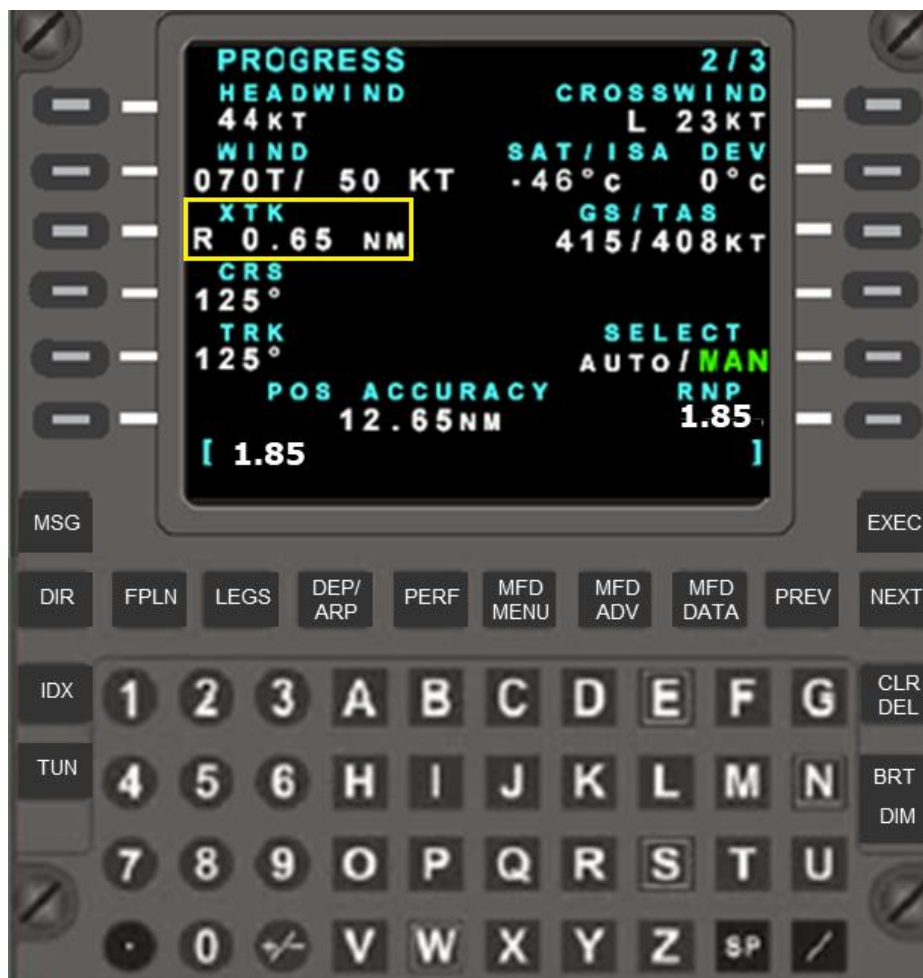 PROGRESS 2/3
HEADWIND CROSSWIND
44KT L 23KT
WIND SAT/ISA DEV
070T/ 50 KT -46°C 0°C
XTK GS/TAS
R 0.65 NM 415/408KT
CRS
125°
TRK SELECT
125° AUTO/MAN
POS ACCURACY RNP
12.65NM 1.85
[ 1.85 ]
MSG EXEC
DIR FPLN LEGS DEP/ARP PERF MFD MENU MFD ADV MFD DATA PREV NEXT
IDX 1 2 3 A B C D E F G CLR DEL
TUN 4 5 6 H I J K L M N BRT DIM
7 8 9 O P Q R S T U
. 0 +/- V W X Y Z SP /